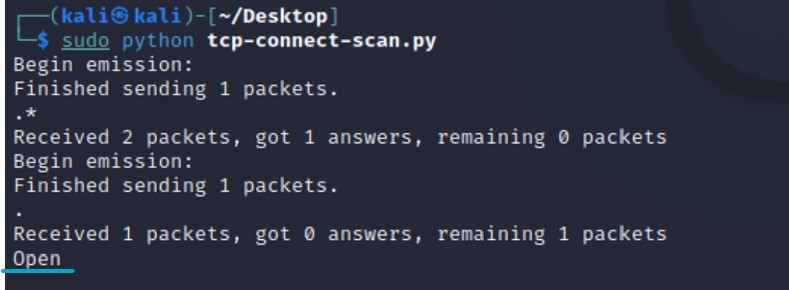 ┌──(kali㉿kali)-[~/Desktop]
└─$ sudo python tcp-connect-scan.py
Begin emission:
Finished sending 1 packets.
.*
Received 2 packets, got 1 answers, remaining 0 packets
Begin emission:
Finished sending 1 packets.
.
Received 1 packets, got 0 answers, remaining 1 packets
Open